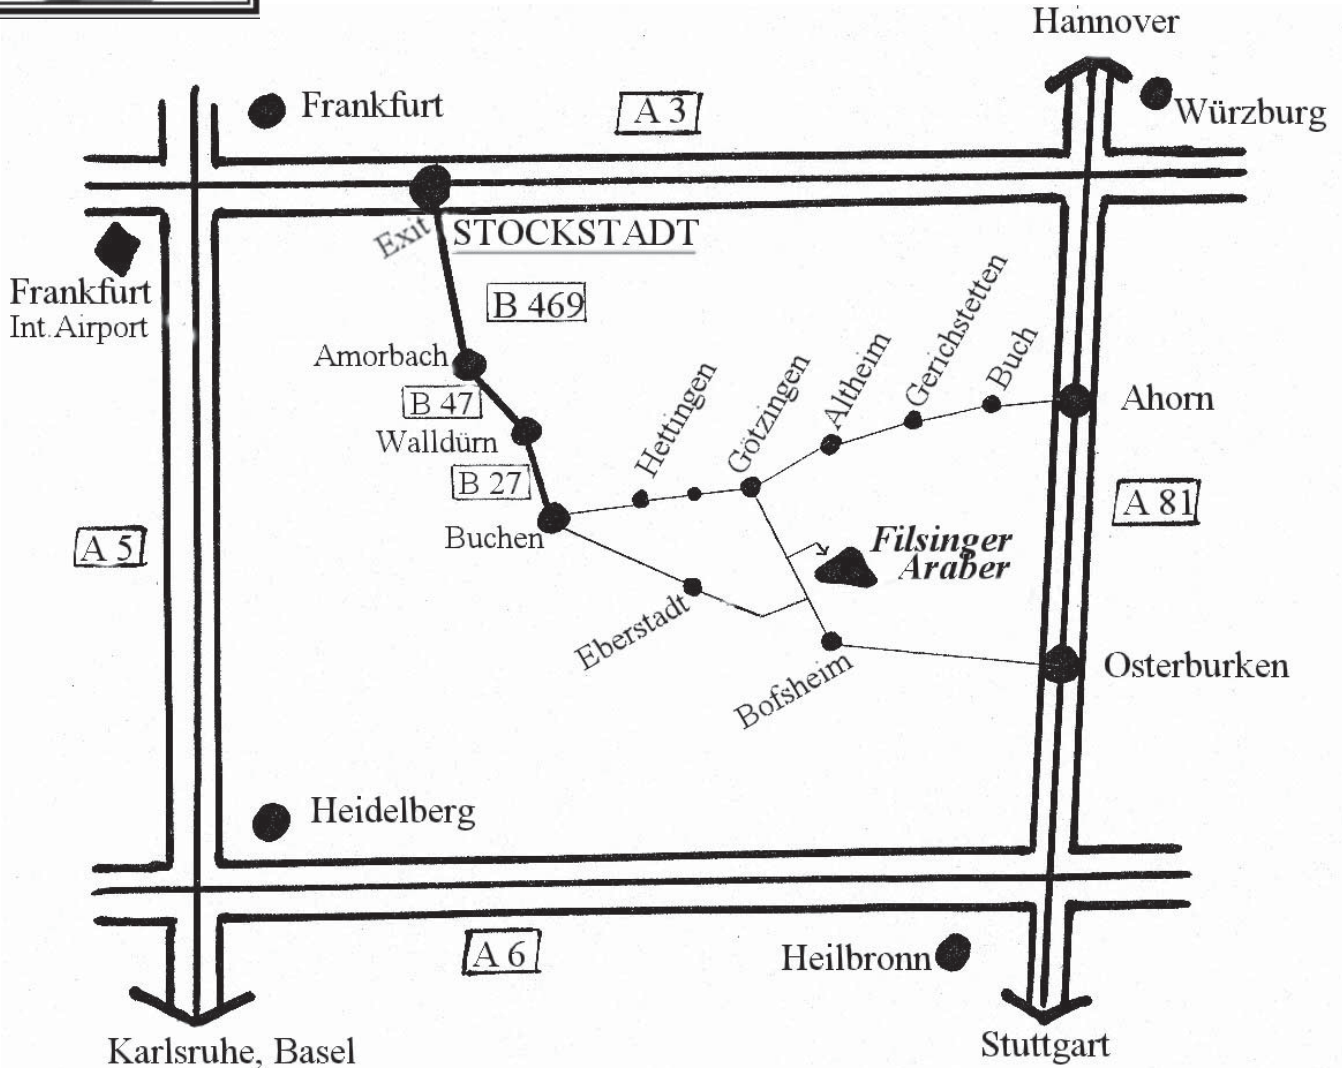 Hannover
Frankfurt
A 3
Würzburg
Exit
STOCKSTADT
Frankfurt
Int.Airport
B 469
Amorbach
B 47
Walldürn
B 27
Buchen
Hettingen
Götzingen
Altheim
Gerichstetten
Buch
Ahorn
A 81
A 5
Filsinger
Araber
Eberstadt
Bofsheim
Osterburken
Heidelberg
A 6
Heilbronn
Karlsruhe, Basel
Stuttgart